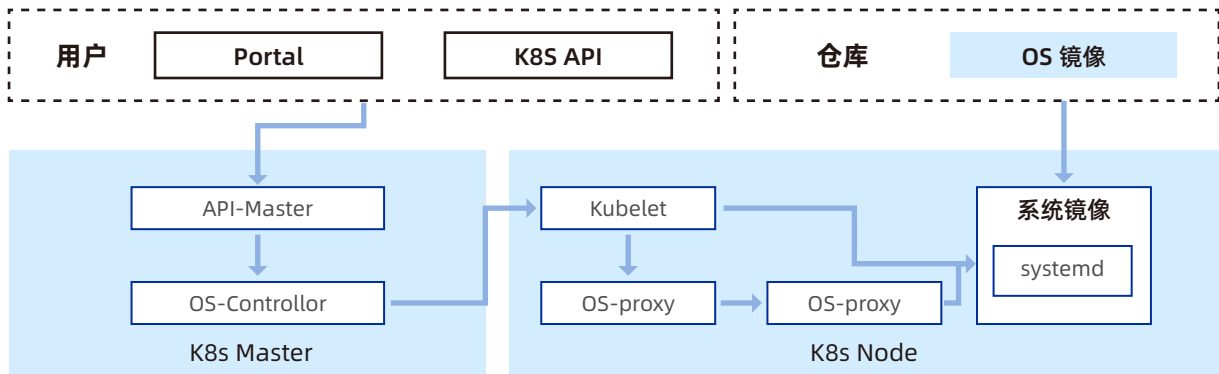 用户
Portal
K8S API
仓库
OS 镜像
API-Master
OS-Controllor
K8s Master
Kubelet
OS-proxy
OS-proxy
系统镜像
systemd
K8s Node